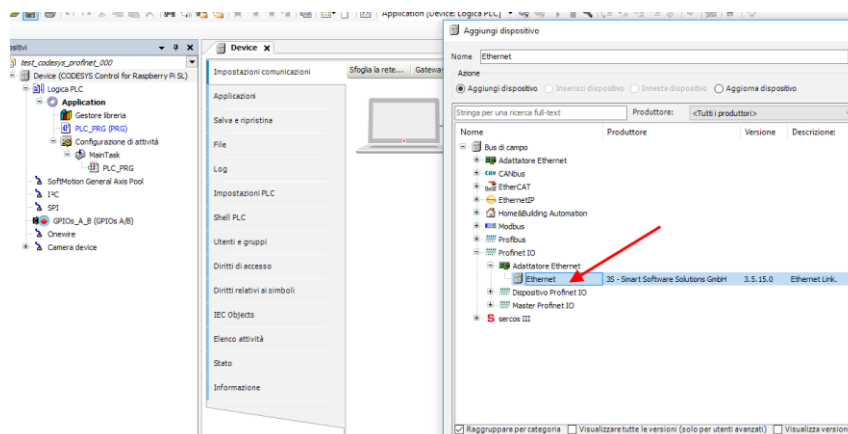 Application [Device: Logica PLC]
Aggiungi dispositivo
Device
test_codesys_profinet_000
Device (CODESYS Control for Raspberry Pi SL)
Logica PLC
Application
Gestore libreria
PLC_PRG (PRG)
Configurazione di attività
MainTask
PLC_PRG
SoftMotion General Axis Pool
I²C
SPI
GPIOs_A_B (GPIOs A/B)
Onewire
Camera device
Impostazioni comunicazioni
Applicazioni
Salva e ripristina
File
Log
Impostazioni PLC
Shell PLC
Utenti e gruppi
Diritti di accesso
Diritti relativi ai simboli
IEC Objects
Elenco attività
Stato
Informazione
Sfoglia la rete... Gateway
Nome Ethernet
Azione
Aggiungi dispositivo Inserisci dispositivo Innesta dispositivo Aggiorna dispositivo
Stringa per una ricerca full-text Produttore: <Tutti i produttori>
Nome Produttore Versione Descrizione:
Bus di campo
Adattatore Ethernet
CANbus
EtherCAT
EthernetIP
Home&Building Automation
Modbus
Profibus
Profinet IO
Adattatore Ethernet
Ethernet 3S - Smart Software Solutions GmbH 3.5.15.0 Ethernet Link.
Dispositivo Profinet IO
Master Profinet IO
sercos III
Raggruppare per categoria Visualizzare tutte le versioni (solo per utenti avanzati) Visualizza version